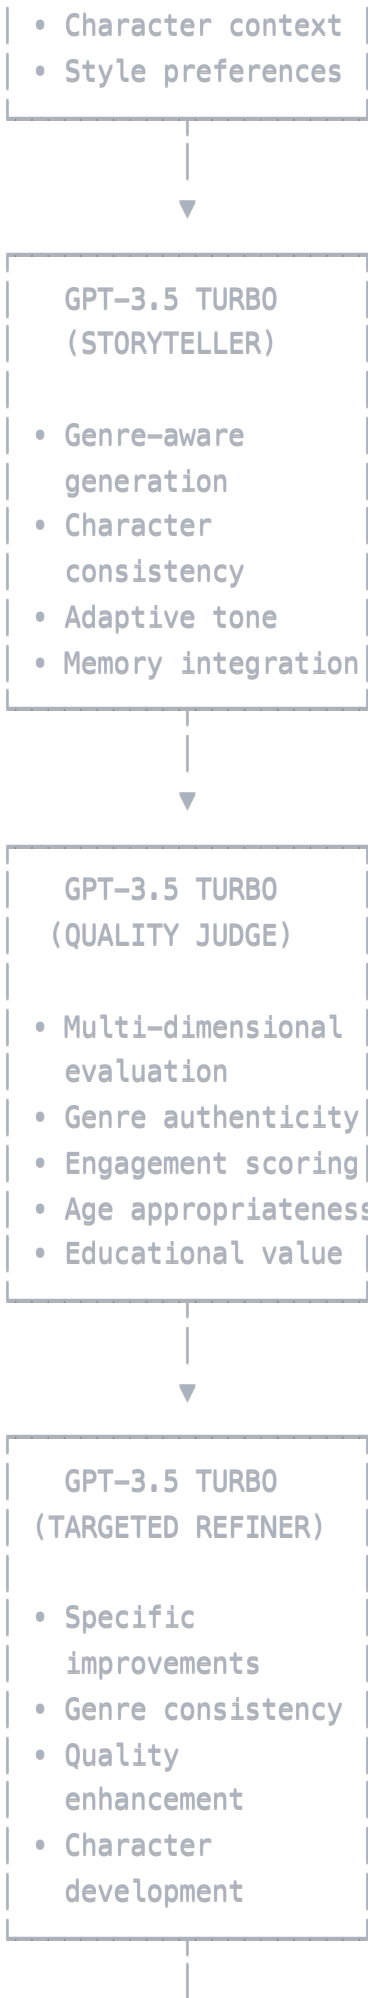 • Character context
• Style preferences
▼
GPT-3.5 TURBO
(STORYTELLER)
• Genre-aware
generation
• Character
consistency
• Adaptive tone
• Memory integration
▼
GPT-3.5 TURBO
(QUALITY JUDGE)
• Multi-dimensional
evaluation
• Genre authenticity
• Engagement scoring
• Age appropriateness
• Educational value
▼
GPT-3.5 TURBO
(TARGETED REFINER)
• Specific
improvements
• Genre consistency
• Quality
enhancement
• Character
development